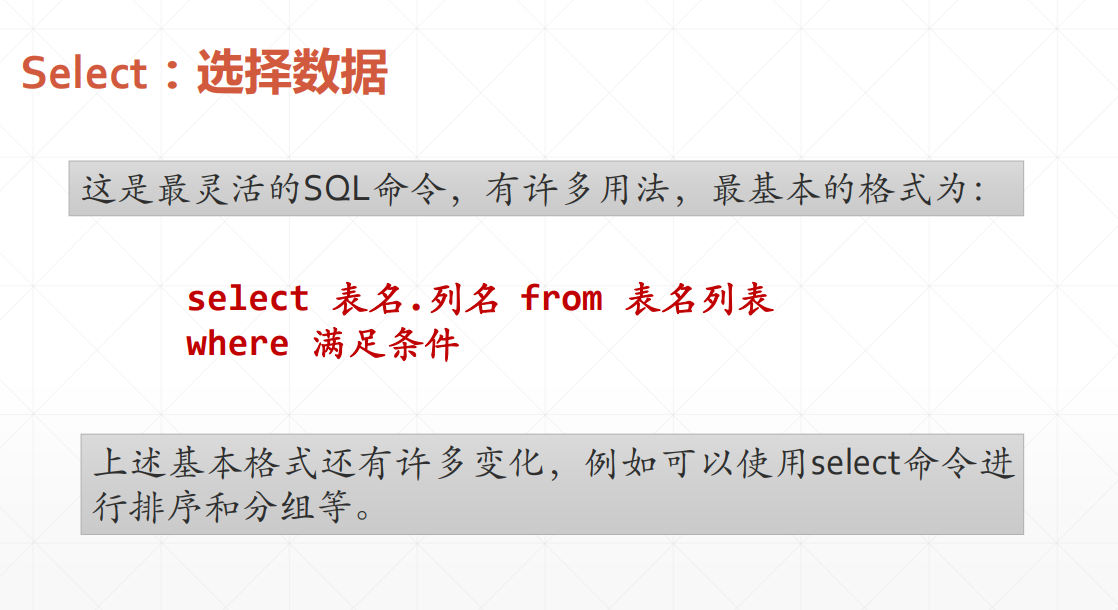 Select：选择数据
这是最灵活的SQL命令，有许多用法，最基本的格式为：
select 表名.列名 from 表名列表
where 满足条件
上述基本格式还有许多变化，例如可以使用select命令进
行排序和分组等。